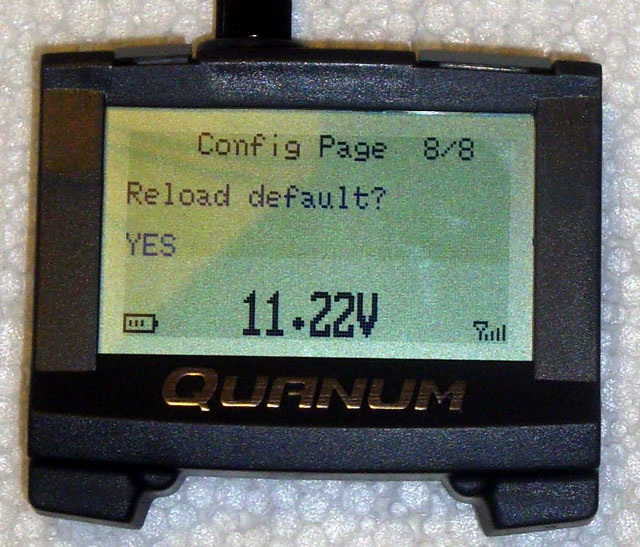 Config Page 8/8
Reload default?
YES
11.22V
QUANUM